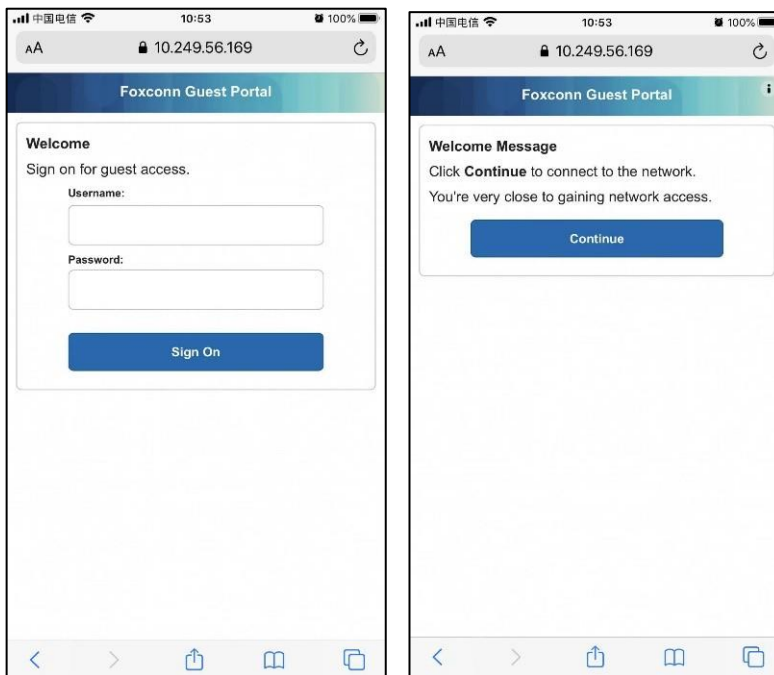 中国电信 10:53 100%
AA 10.249.56.169
Foxconn Guest Portal
Welcome
Sign on for guest access.
Username:
Password:
Sign On
中国电信 10:53 100%
AA 10.249.56.169
Foxconn Guest Portal
Welcome Message
Click Continue to connect to the network.
You're very close to gaining network access.
Continue